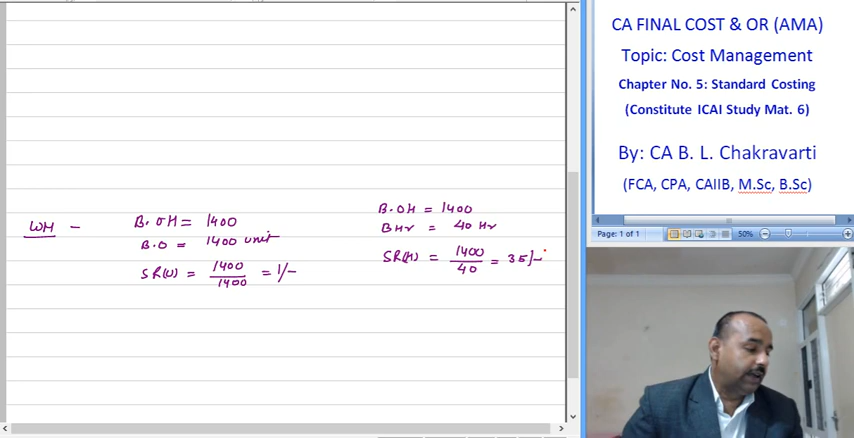 CA FINAL COST & OR (AMA)
Topic: Cost Management
Chapter No. 5: Standard Costing
(Constitute ICAI Study Mat. 6)
By: CA B. L. Chakravarti
(FCA, CPA, CAIIB, M.Sc, B.Sc)
Page: 1 of 1
50%
WH -
B.OH = 1400
B.O = 1400 unit
SR(U) = 1400/1400 = 1/-
B.OH = 1400
BHr = 40 Hr
SR(H) = 1400/40 = 35/-